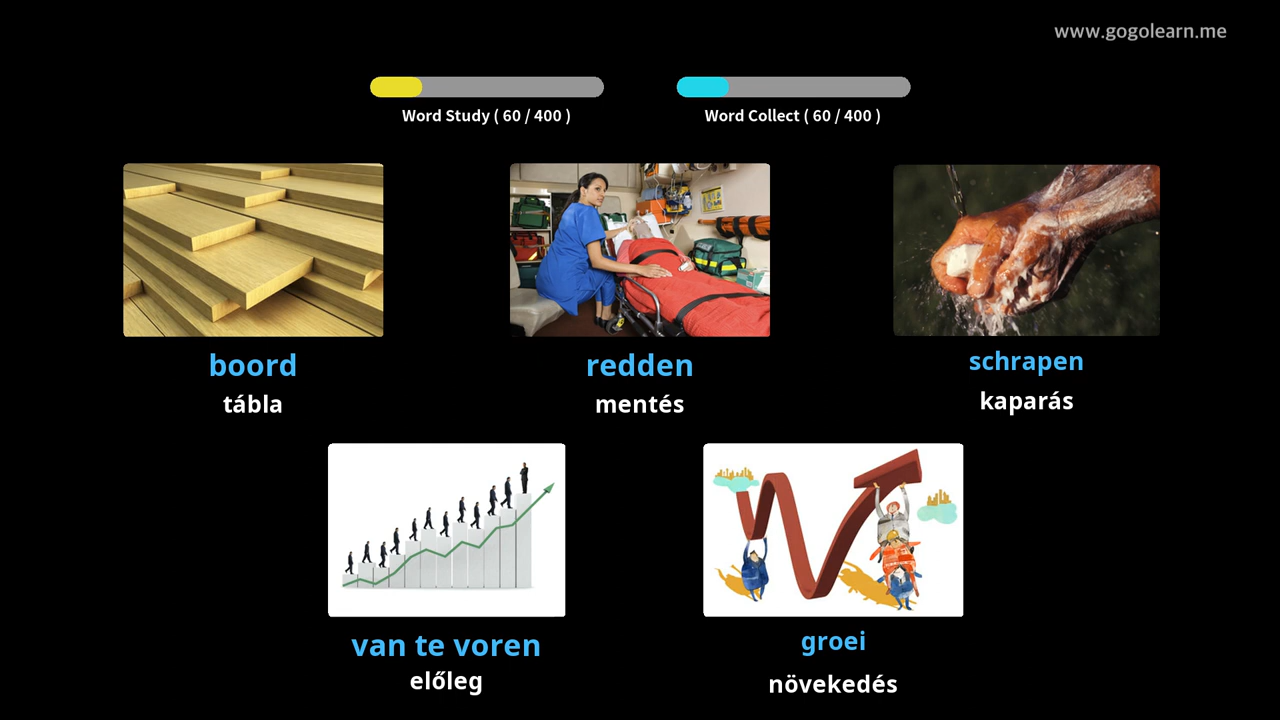 www.gogolearn.me
Word Study ( 60 / 400 )
Word Collect ( 60 / 400 )
boord
tábla
redden
mentés
schrapen
kaparás
van te voren
előleg
groei
növekedés